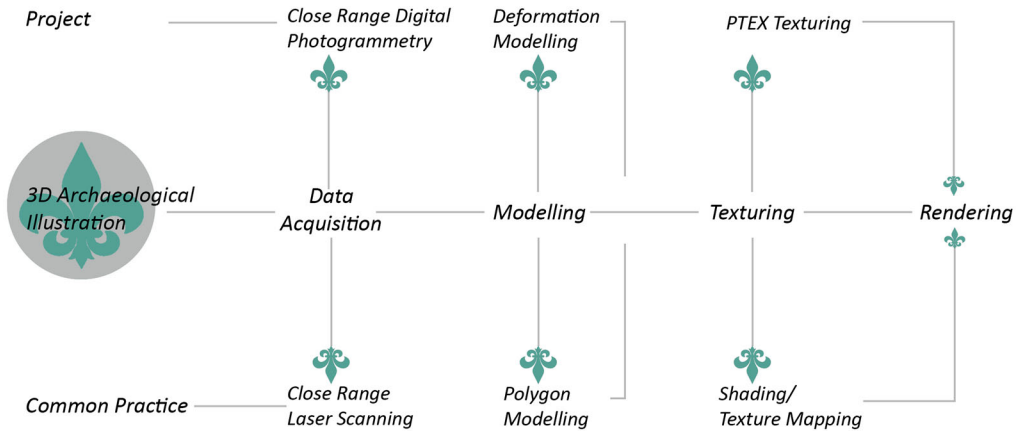 Project
Close Range Digital
Photogrammetry
Deformation
Modelling
PTEX Texturing
3D Archaeological
Illustration
Data
Acquisition
Modelling
Texturing
Rendering
Common Practice
Close Range
Laser Scanning
Polygon
Modelling
Shading/
Texture Mapping